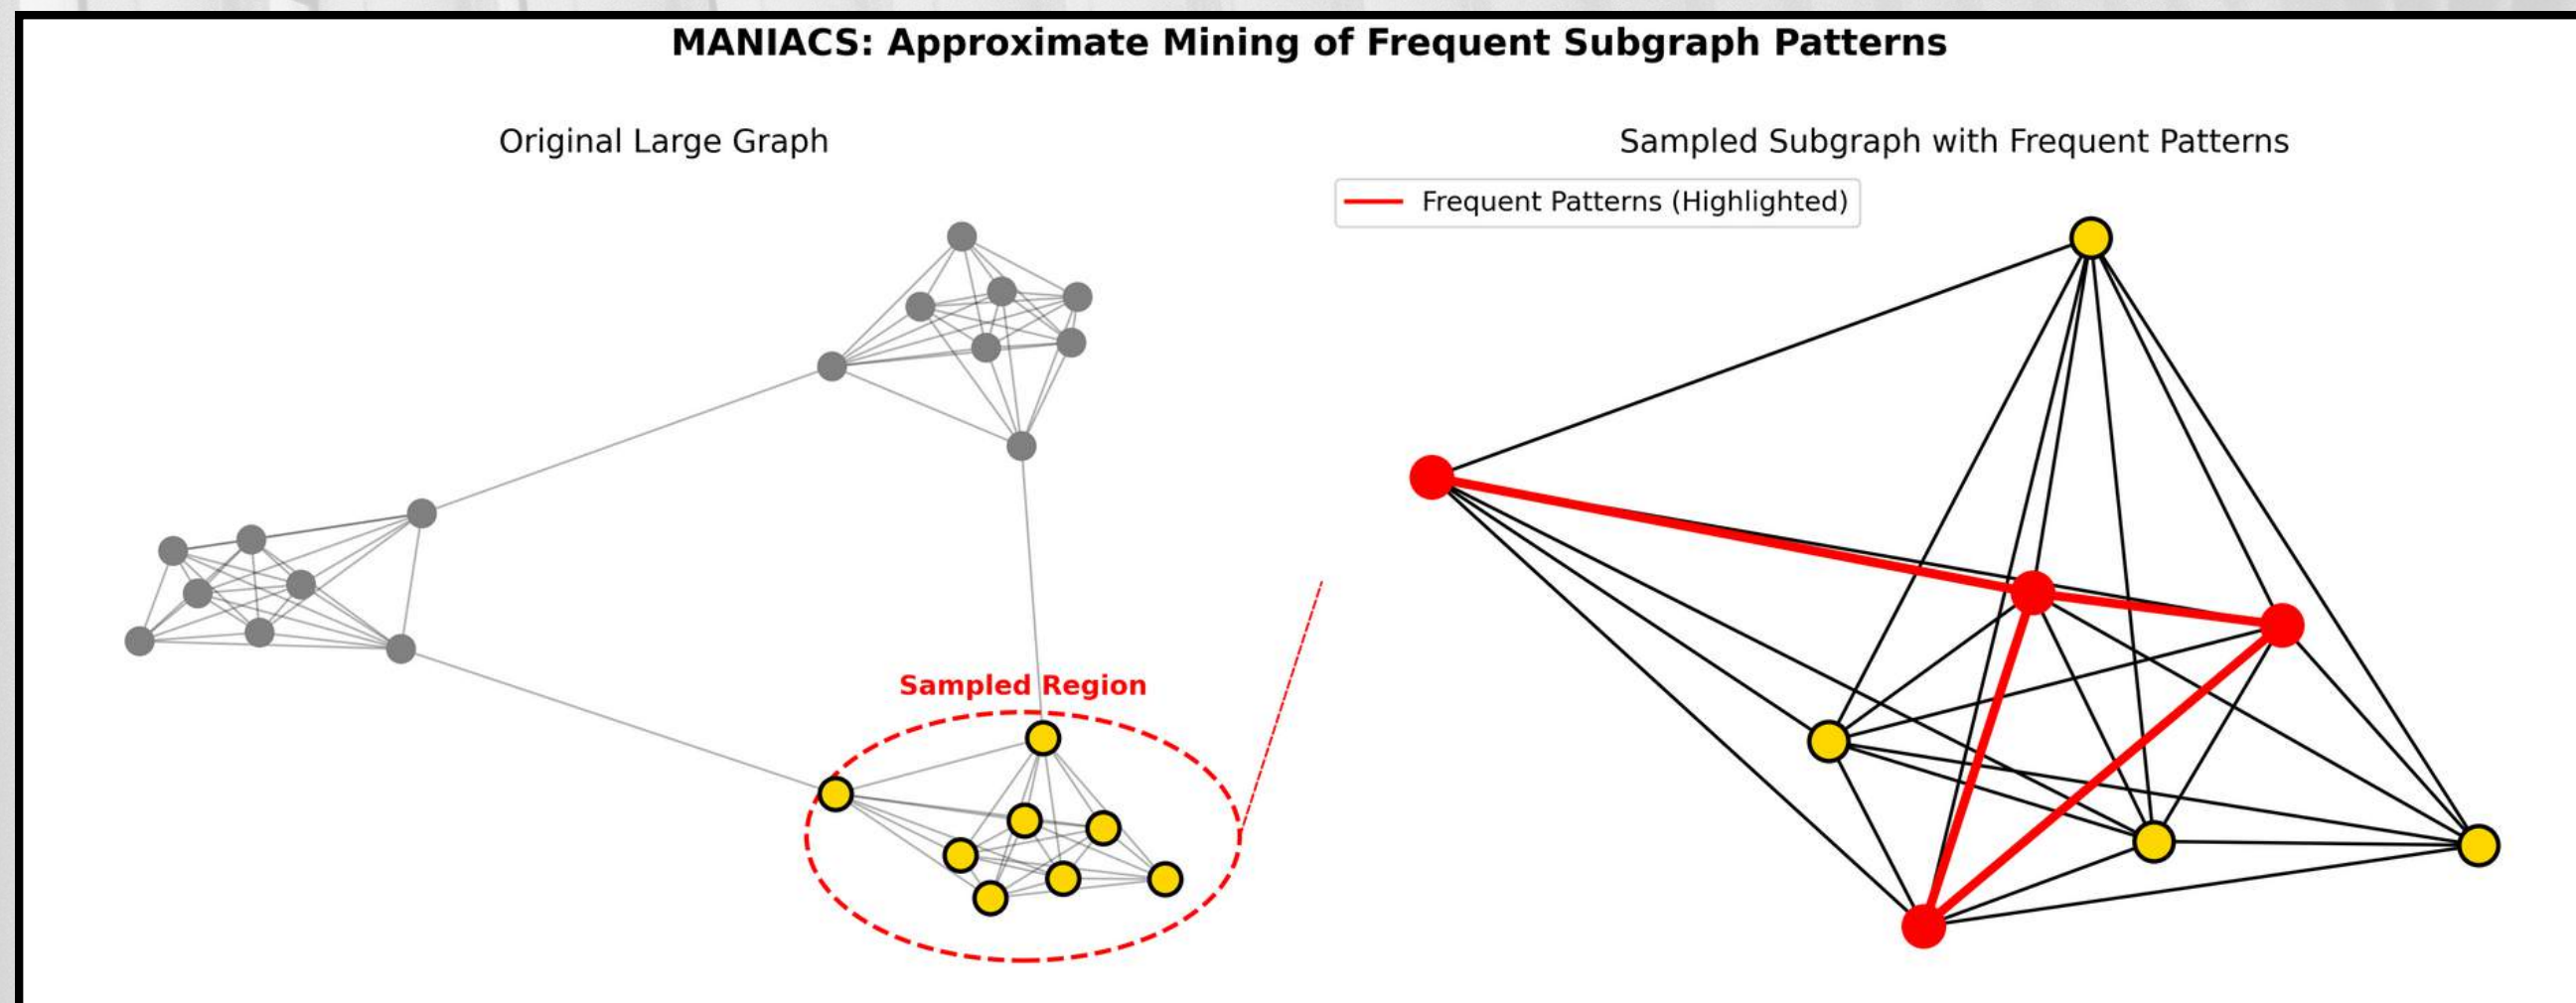 MANIACS: Approximate Mining of Frequent Subgraph Patterns
Original Large Graph
Sampled Region
Sampled Subgraph with Frequent Patterns
Frequent Patterns (Highlighted)